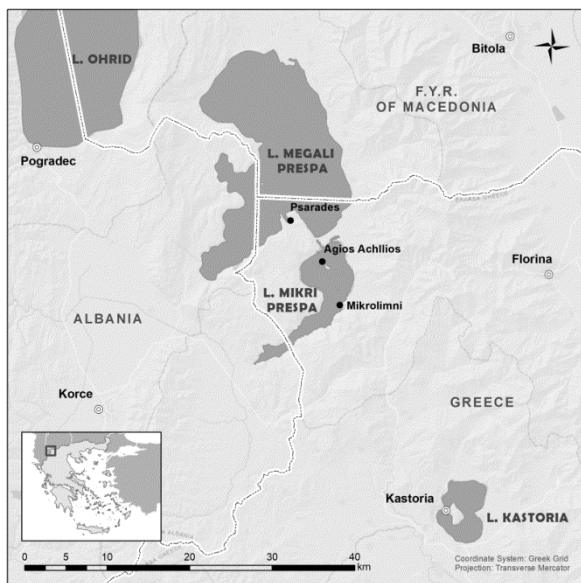 L. OHRID
Bitola
F.Y.R.
OF MACEDONIA
L. MEGALI
PRESPA
Pogradec
Psarades
Agios Achllios
Florina
L. MIKRI
PRESPA
Mikrolimni
ALBANIA
Korce
GREECE
Kastoria
L. KASTORIA
0 5 10 20 30 40
km
Coordinate System: Greek Grid
Projection: Transverse Mercator